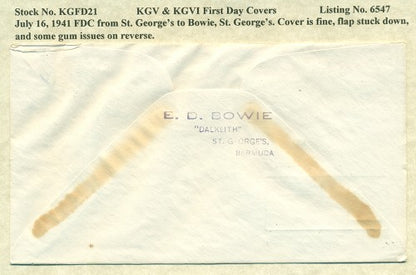 Stock No. KGFD21 KGV & KGVI First Day Covers Listing No. 6547
July 16, 1941 FDC from St. George's to Bowie, St. George's. Cover is fine, flap stuck down,
and some gum issues on reverse.
E. D. BOWIE
"DALKEITH"
ST. GEORGE'S,
BERMUDA